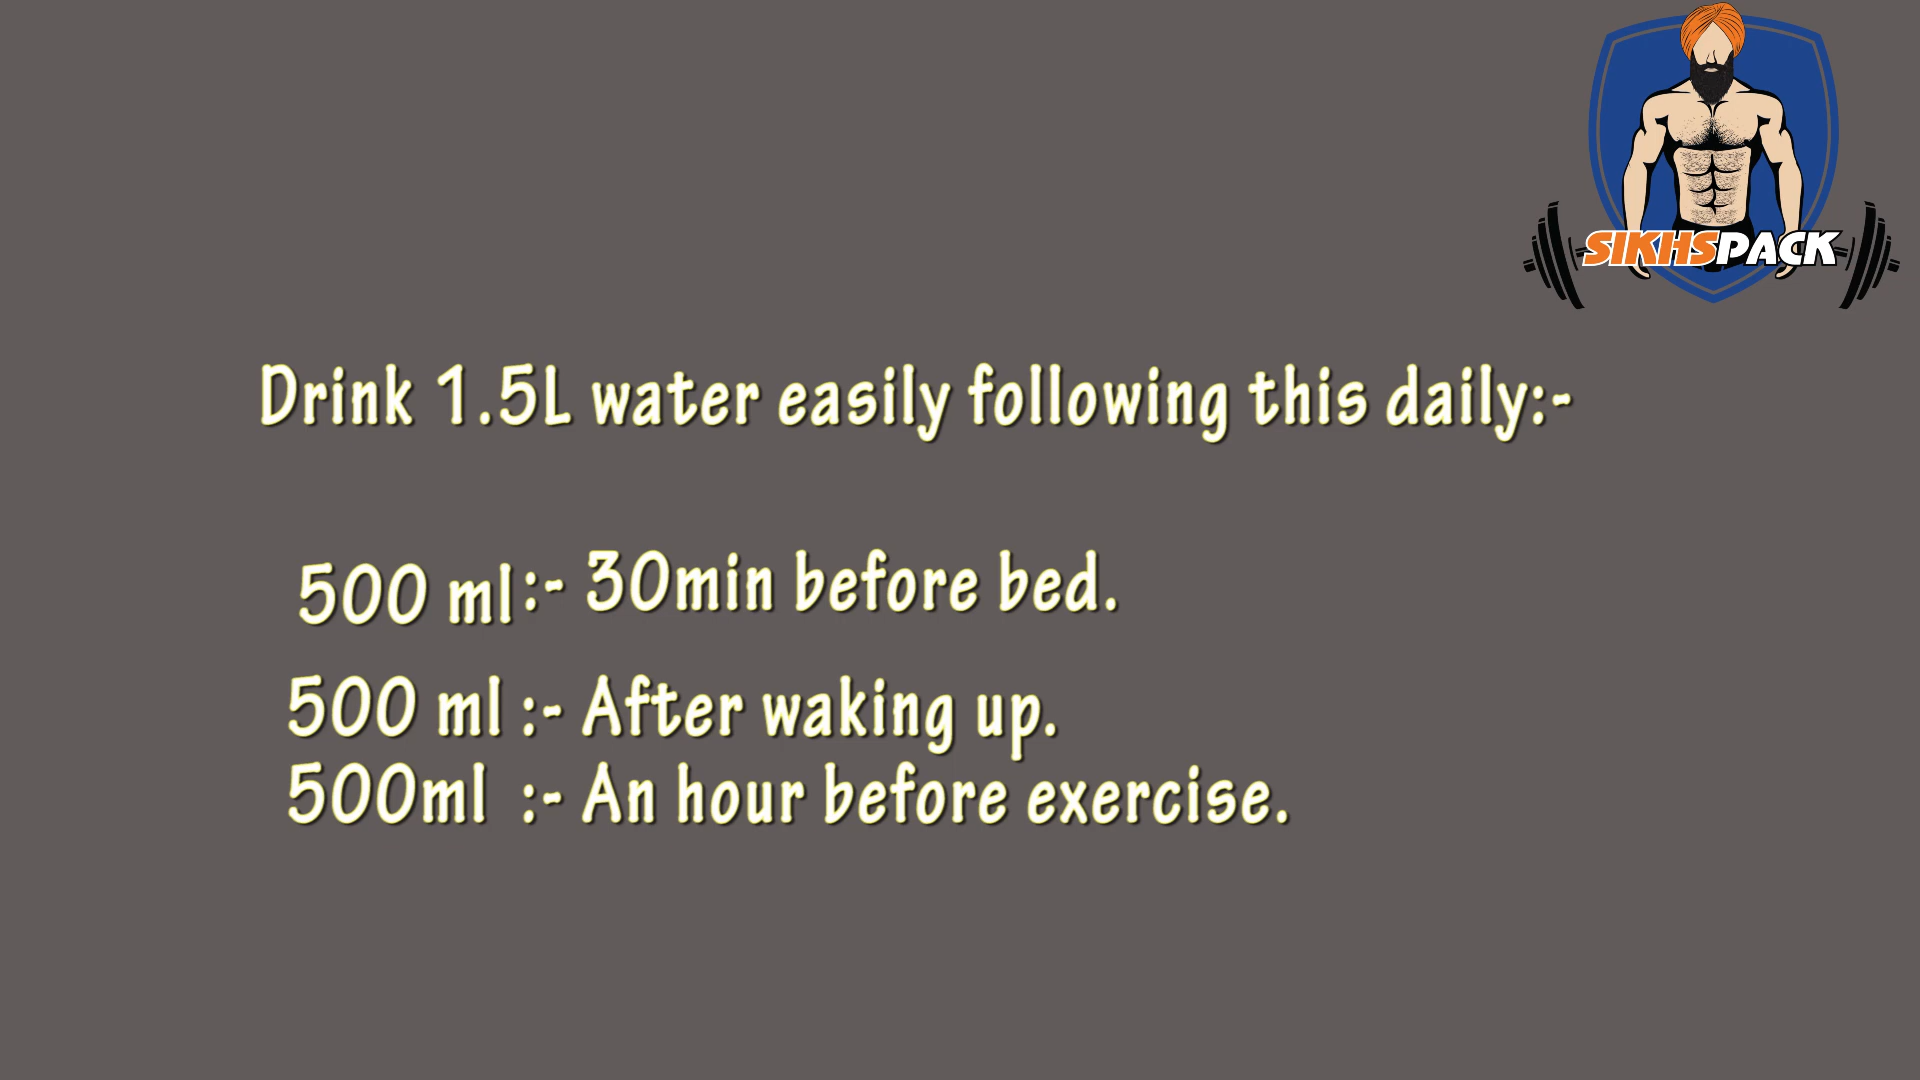 SIKHSPACK
Drink 1.5L water easily following this daily:-
500 ml:- 30min before bed.
500 ml :- After waking up.
500ml :- An hour before exercise.